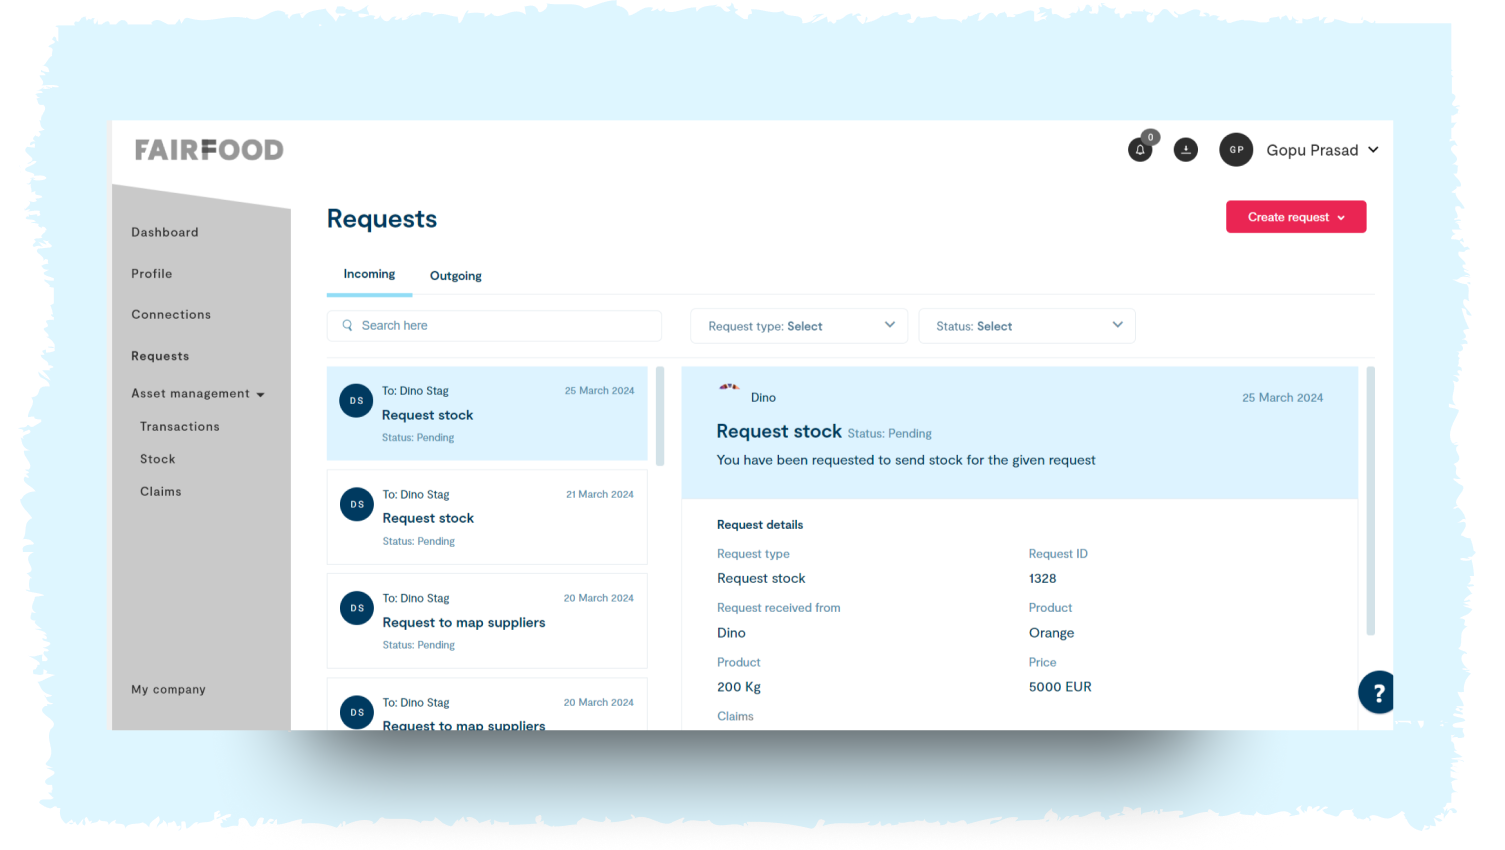 FAIRFOOD
0
GP
Gopu Prasad
Dashboard
Profile
Connections
Requests
Asset management
Transactions
Stock
Claims
My company
Requests
Create request
Incoming
Outgoing
Search here
Request type: Select
Status: Select
DS
To: Dino Stag
25 March 2024
Request stock
Status: Pending
DS
To: Dino Stag
21 March 2024
Request stock
Status: Pending
DS
To: Dino Stag
20 March 2024
Request to map suppliers
Status: Pending
DS
To: Dino Stag
20 March 2024
Request to map suppliers
Dino
25 March 2024
Request stock Status: Pending
You have been requested to send stock for the given request
Request details
Request type
Request ID
Request stock
1328
Request received from
Product
Dino
Orange
Product
Price
200 Kg
5000 EUR
Claims
?